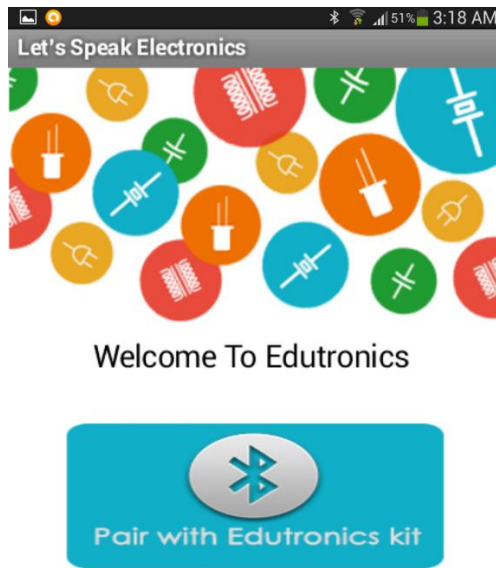 51% 3:18 AM
Let's Speak Electronics
Welcome To Edutronics
Pair with Edutronics kit